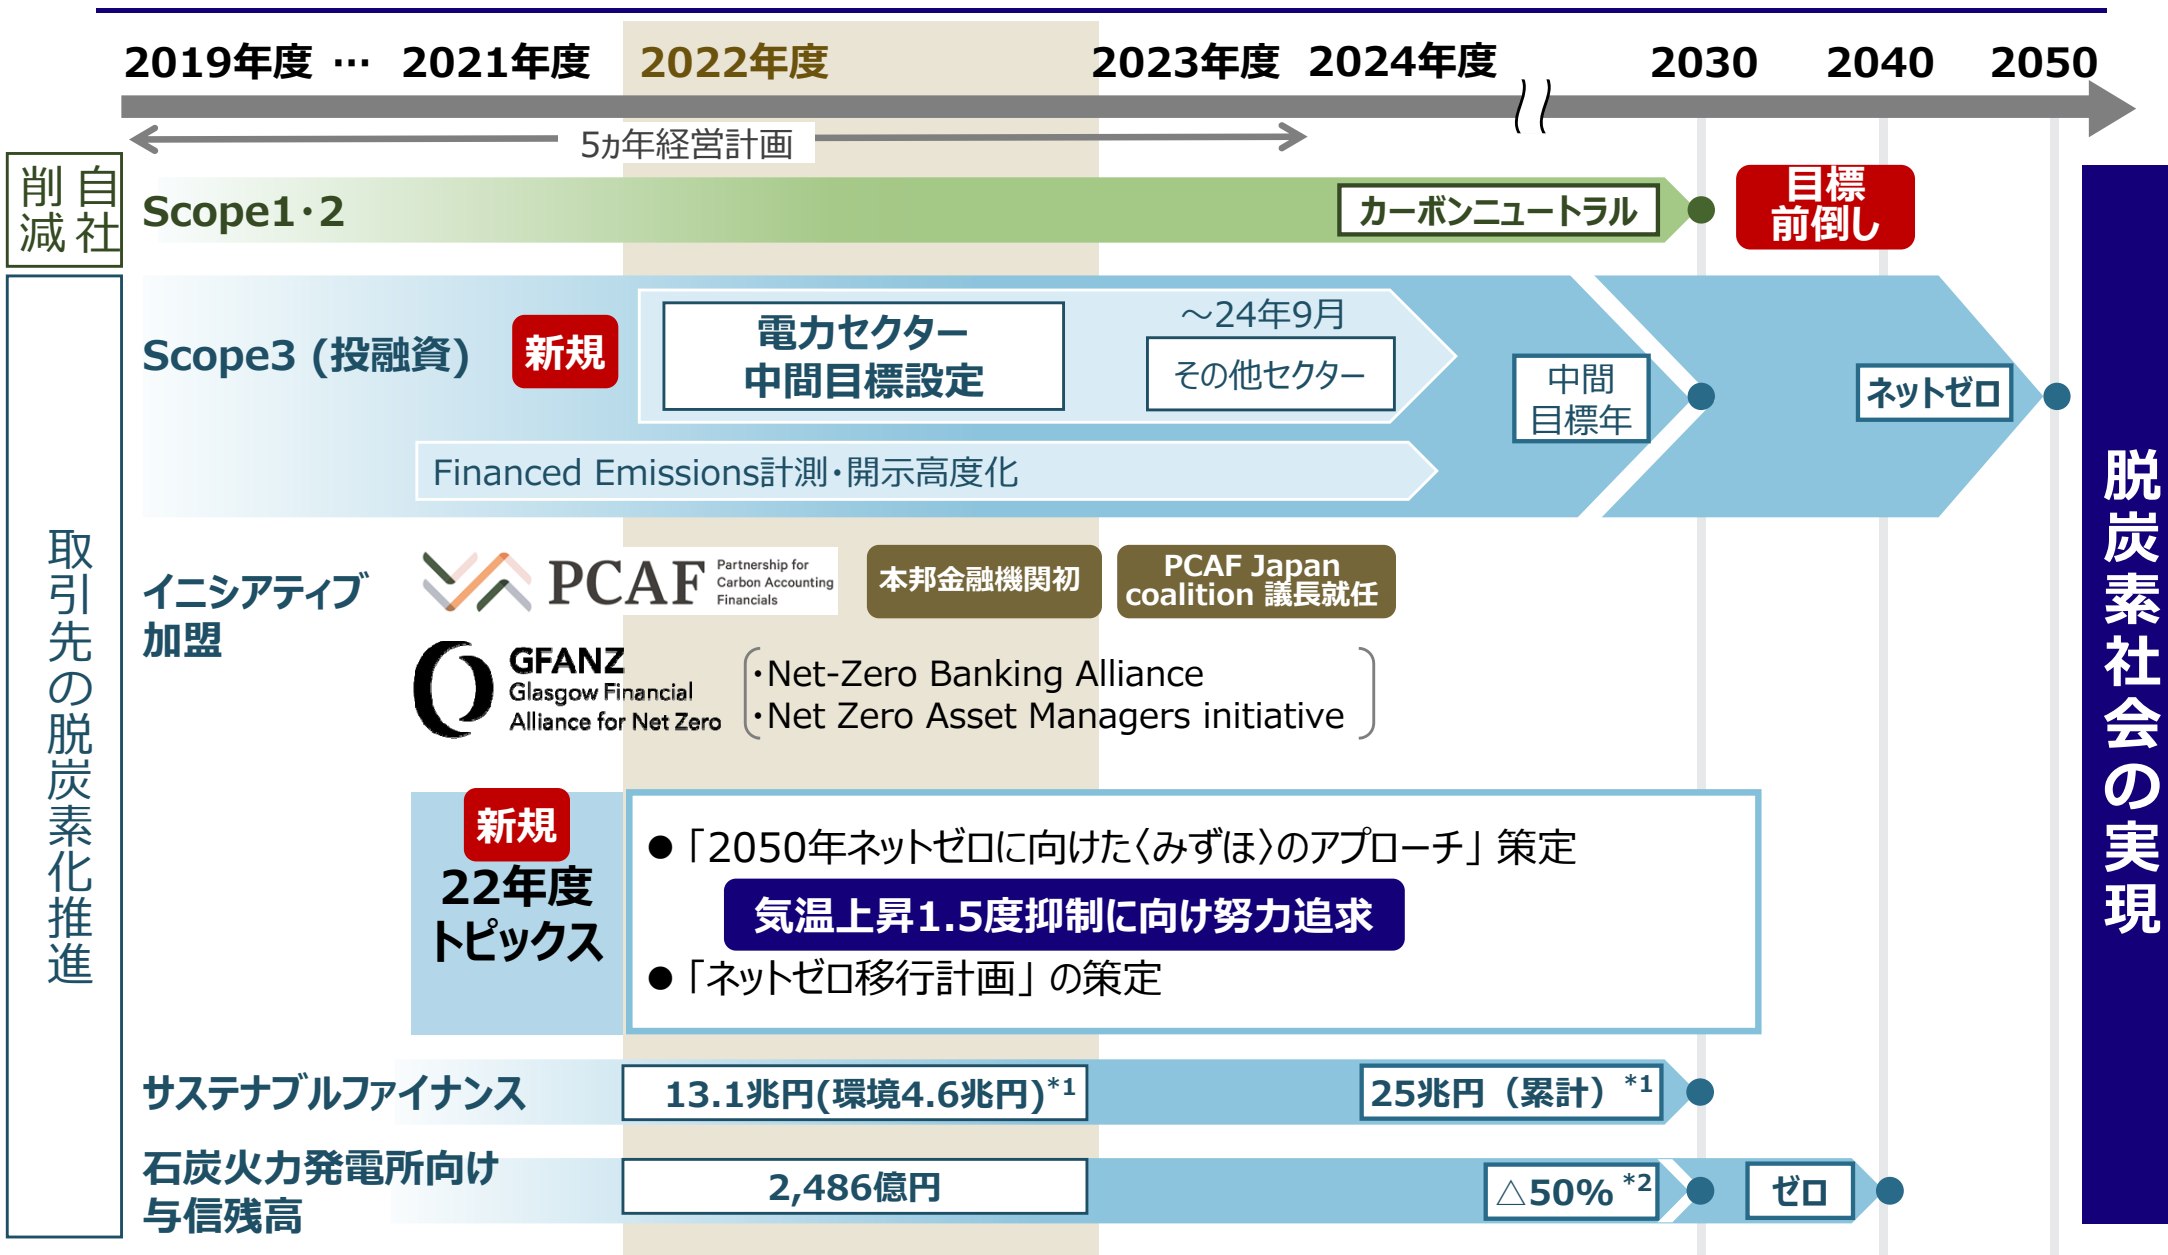 2019年度 … 2021年度 2022年度 2023年度 2024年度 2030 2040 2050
5ヵ年経営計画
自社
削減
Scope1・2
カーボンニュートラル
目標
前倒し
取引先の脱炭素化推進
Scope3 (投融資)
新規
電力セクター
中間目標設定
～24年9月
その他セクター
中間
目標年
ネットゼロ
Financed Emissions計測・開示高度化
イニシアティブ
加盟
PCAF
Partnership for
Carbon Accounting
Financials
本邦金融機関初
PCAF Japan
coalition 議長就任
GFANZ
Glasgow Financial
Alliance for Net Zero
・Net-Zero Banking Alliance
・Net Zero Asset Managers initiative
新規
22年度
トピックス
●「2050年ネットゼロに向けた〈みずほ〉のアプローチ」 策定
気温上昇1.5度抑制に向け努力追求
●「ネットゼロ移行計画」 の策定
サステナブルファイナンス
13.1兆円(環境4.6兆円)*1
25兆円（累計）*1
石炭火力発電所向け
与信残高
2,486億円
△50% *2
ゼロ
脱炭素社会の実現